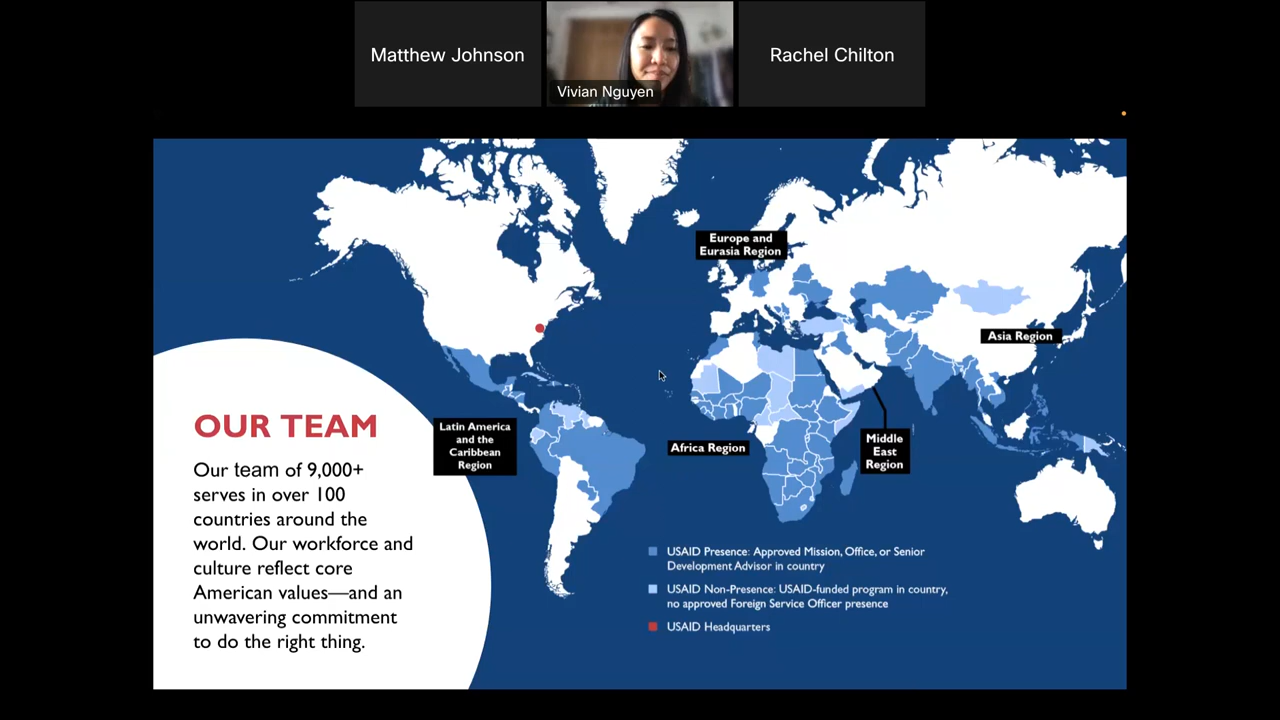 Matthew Johnson
Vivian Nguyen
Rachel Chilton
Europe and
Eurasia Region
Asia Region
OUR TEAM
Our team of 9,000+
serves in over 100
countries around the
world. Our workforce and
culture reflect core
American values—and an
unwavering commitment
to do the right thing.
Latin America
and the
Caribbean
Region
Africa Region
Middle
East
Region
USAID Presence: Approved Mission, Office, or Senior
Development Advisor in country
USAID Non-Presence: USAID-funded program in country,
no approved Foreign Service Officer presence
USAID Headquarters